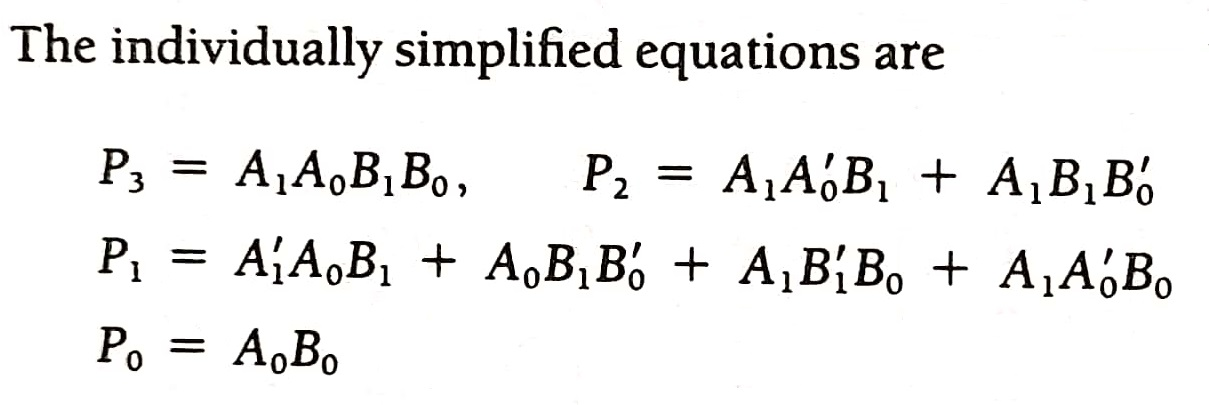 The individually simplified equations are
P₃ = A₁A₀B₁B₀, P₂ = A₁A₀′B₁ + A₁B₁B₀′
P₁ = A₁′A₀B₁ + A₀B₁B₀′ + A₁B₁′B₀ + A₁A₀′B₀
P₀ = A₀B₀